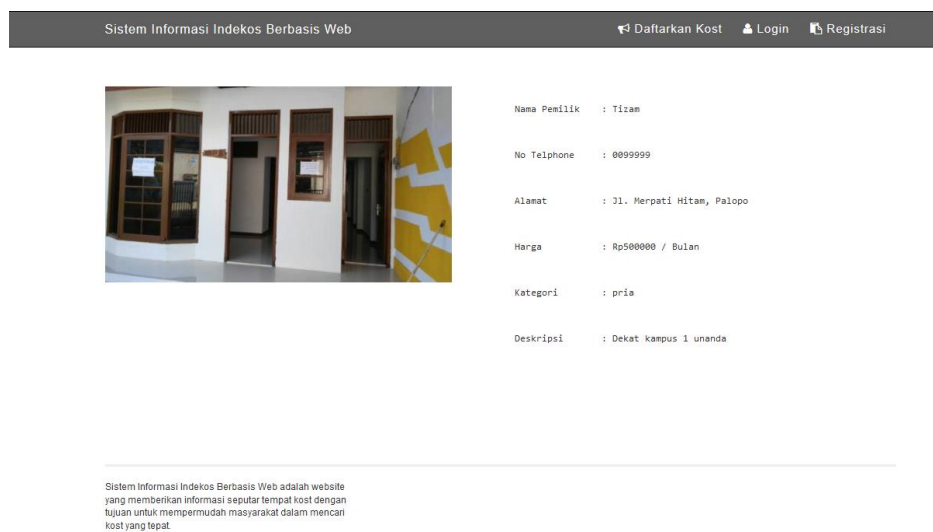 Sistem Informasi Indekos Berbasis Web
Daftarkan Kost
Login
Registrasi
Nama Pemilik : Tizam
No Telphone : 0099999
Alamat : Jl. Merpati Hitam, Palopo
Harga : Rp500000 / Bulan
Kategori : pria
Deskripsi : Dekat kampus 1 unanda
Sistem Informasi Indekos Berbasis Web adalah website
yang memberikan informasi seputar tempat kost dengan
tujuan untuk mempermudah masyarakat dalam mencari
kost yang tepat.